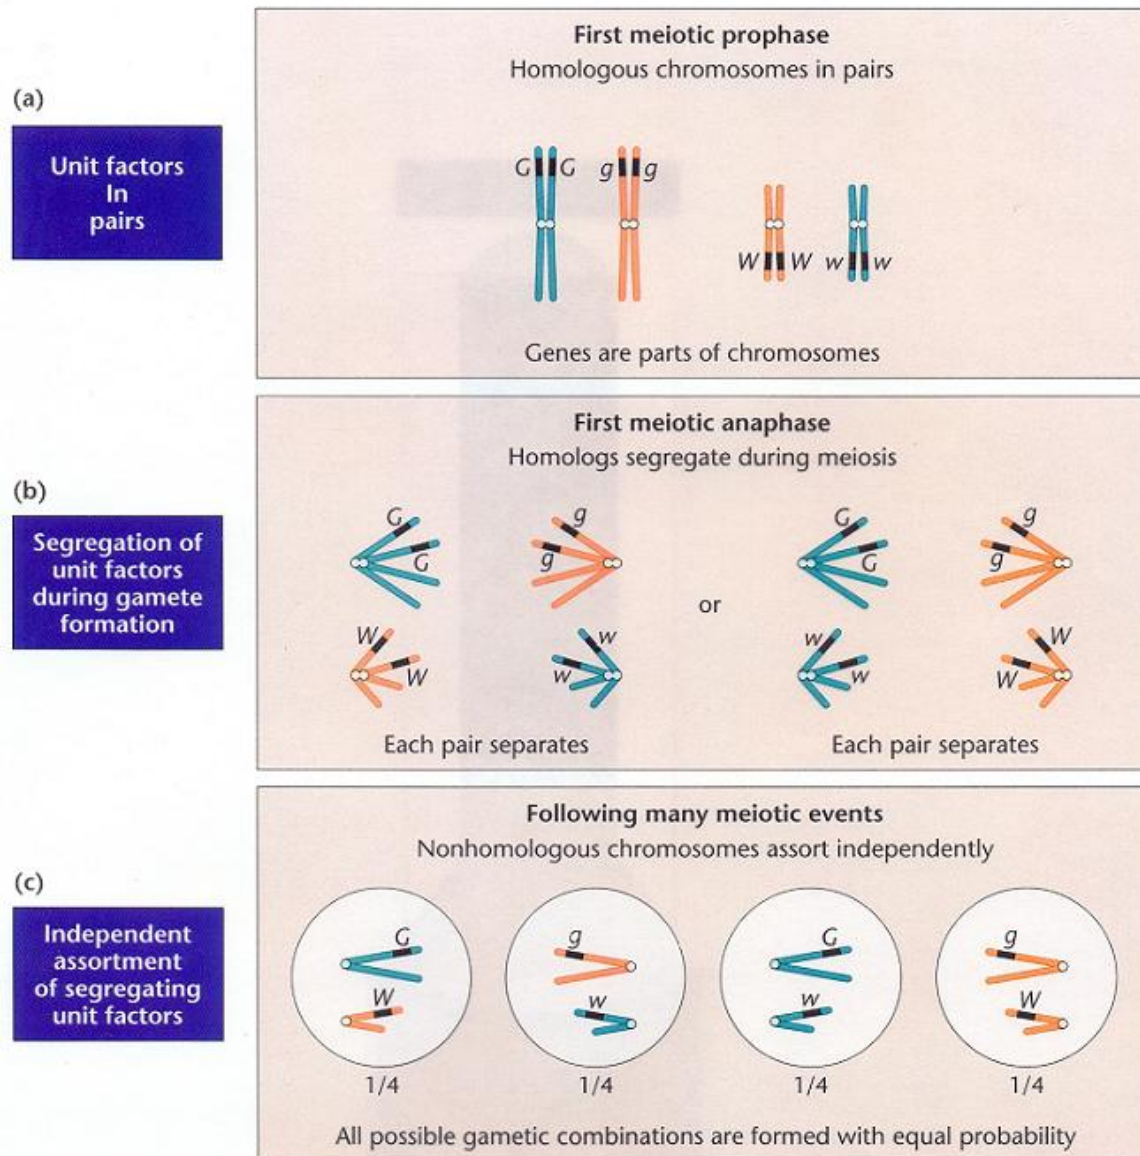 (a)
Unit factors
In
pairs
First meiotic prophase
Homologous chromosomes in pairs
G G g g
W W w w
Genes are parts of chromosomes
(b)
Segregation of
unit factors
during gamete
formation
First meiotic anaphase
Homologs segregate during meiosis
G g G g
G g G g
or
W w w W
W w w W
Each pair separates Each pair separates
(c)
Independent
assortment
of segregating
unit factors
Following many meiotic events
Nonhomologous chromosomes assort independently
G g G g
W w w W
1/4 1/4 1/4 1/4
All possible gametic combinations are formed with equal probability